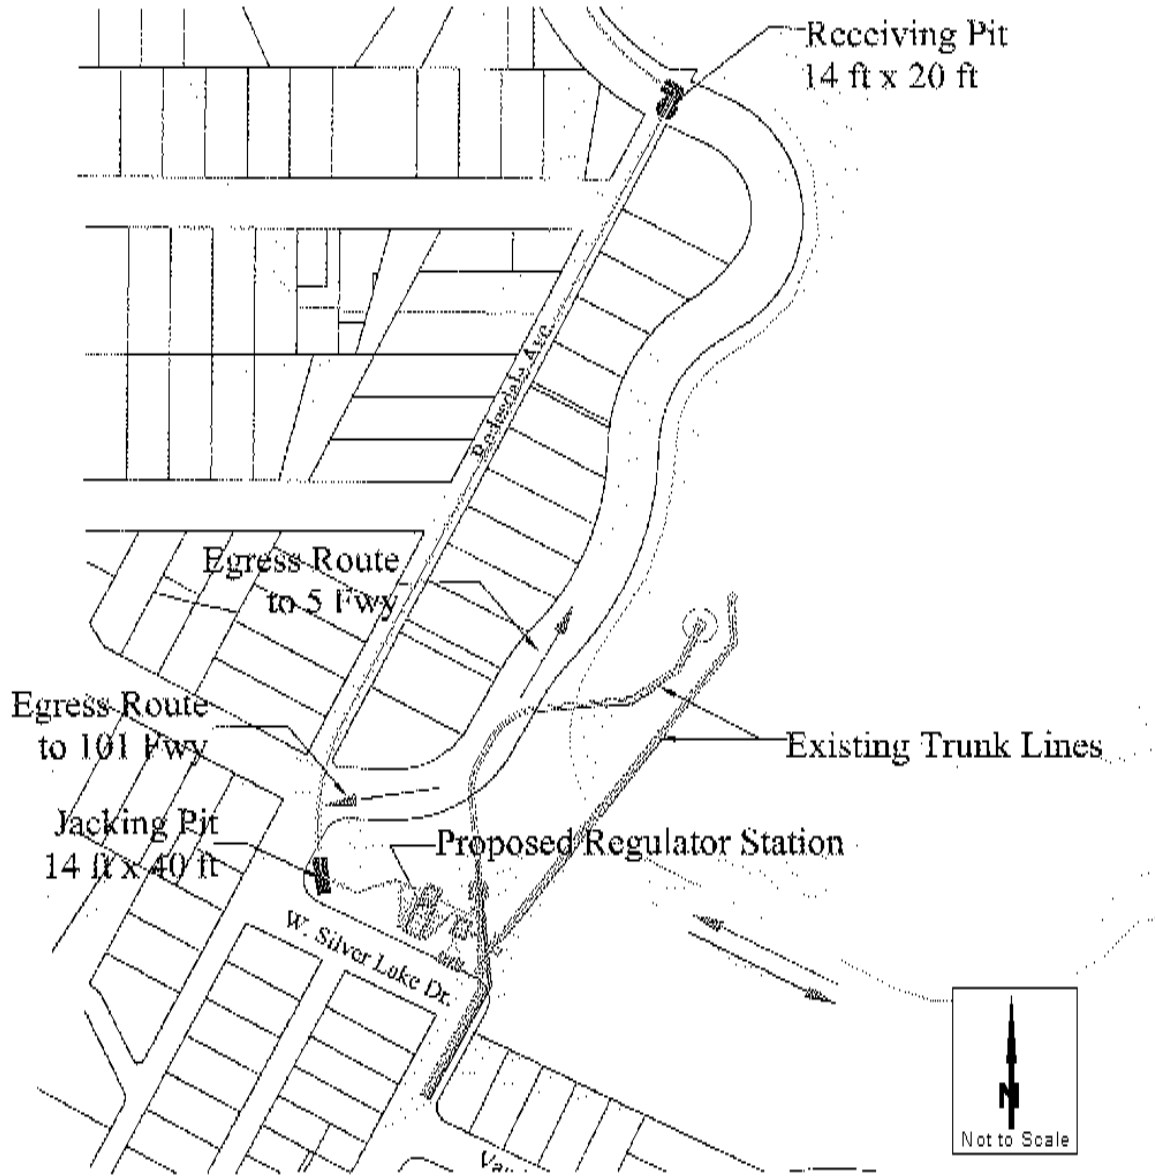 Receiving Pit
14 ft x 20 ft
Redesdale Ave.
Egress Route
to 5 Fwy
Egress Route
to 101 Fwy
Existing Trunk Lines
Jacking Pit
14 ft x 40 ft
Proposed Regulator Station
W. Silver Lake Dr.
N
Not to Scale